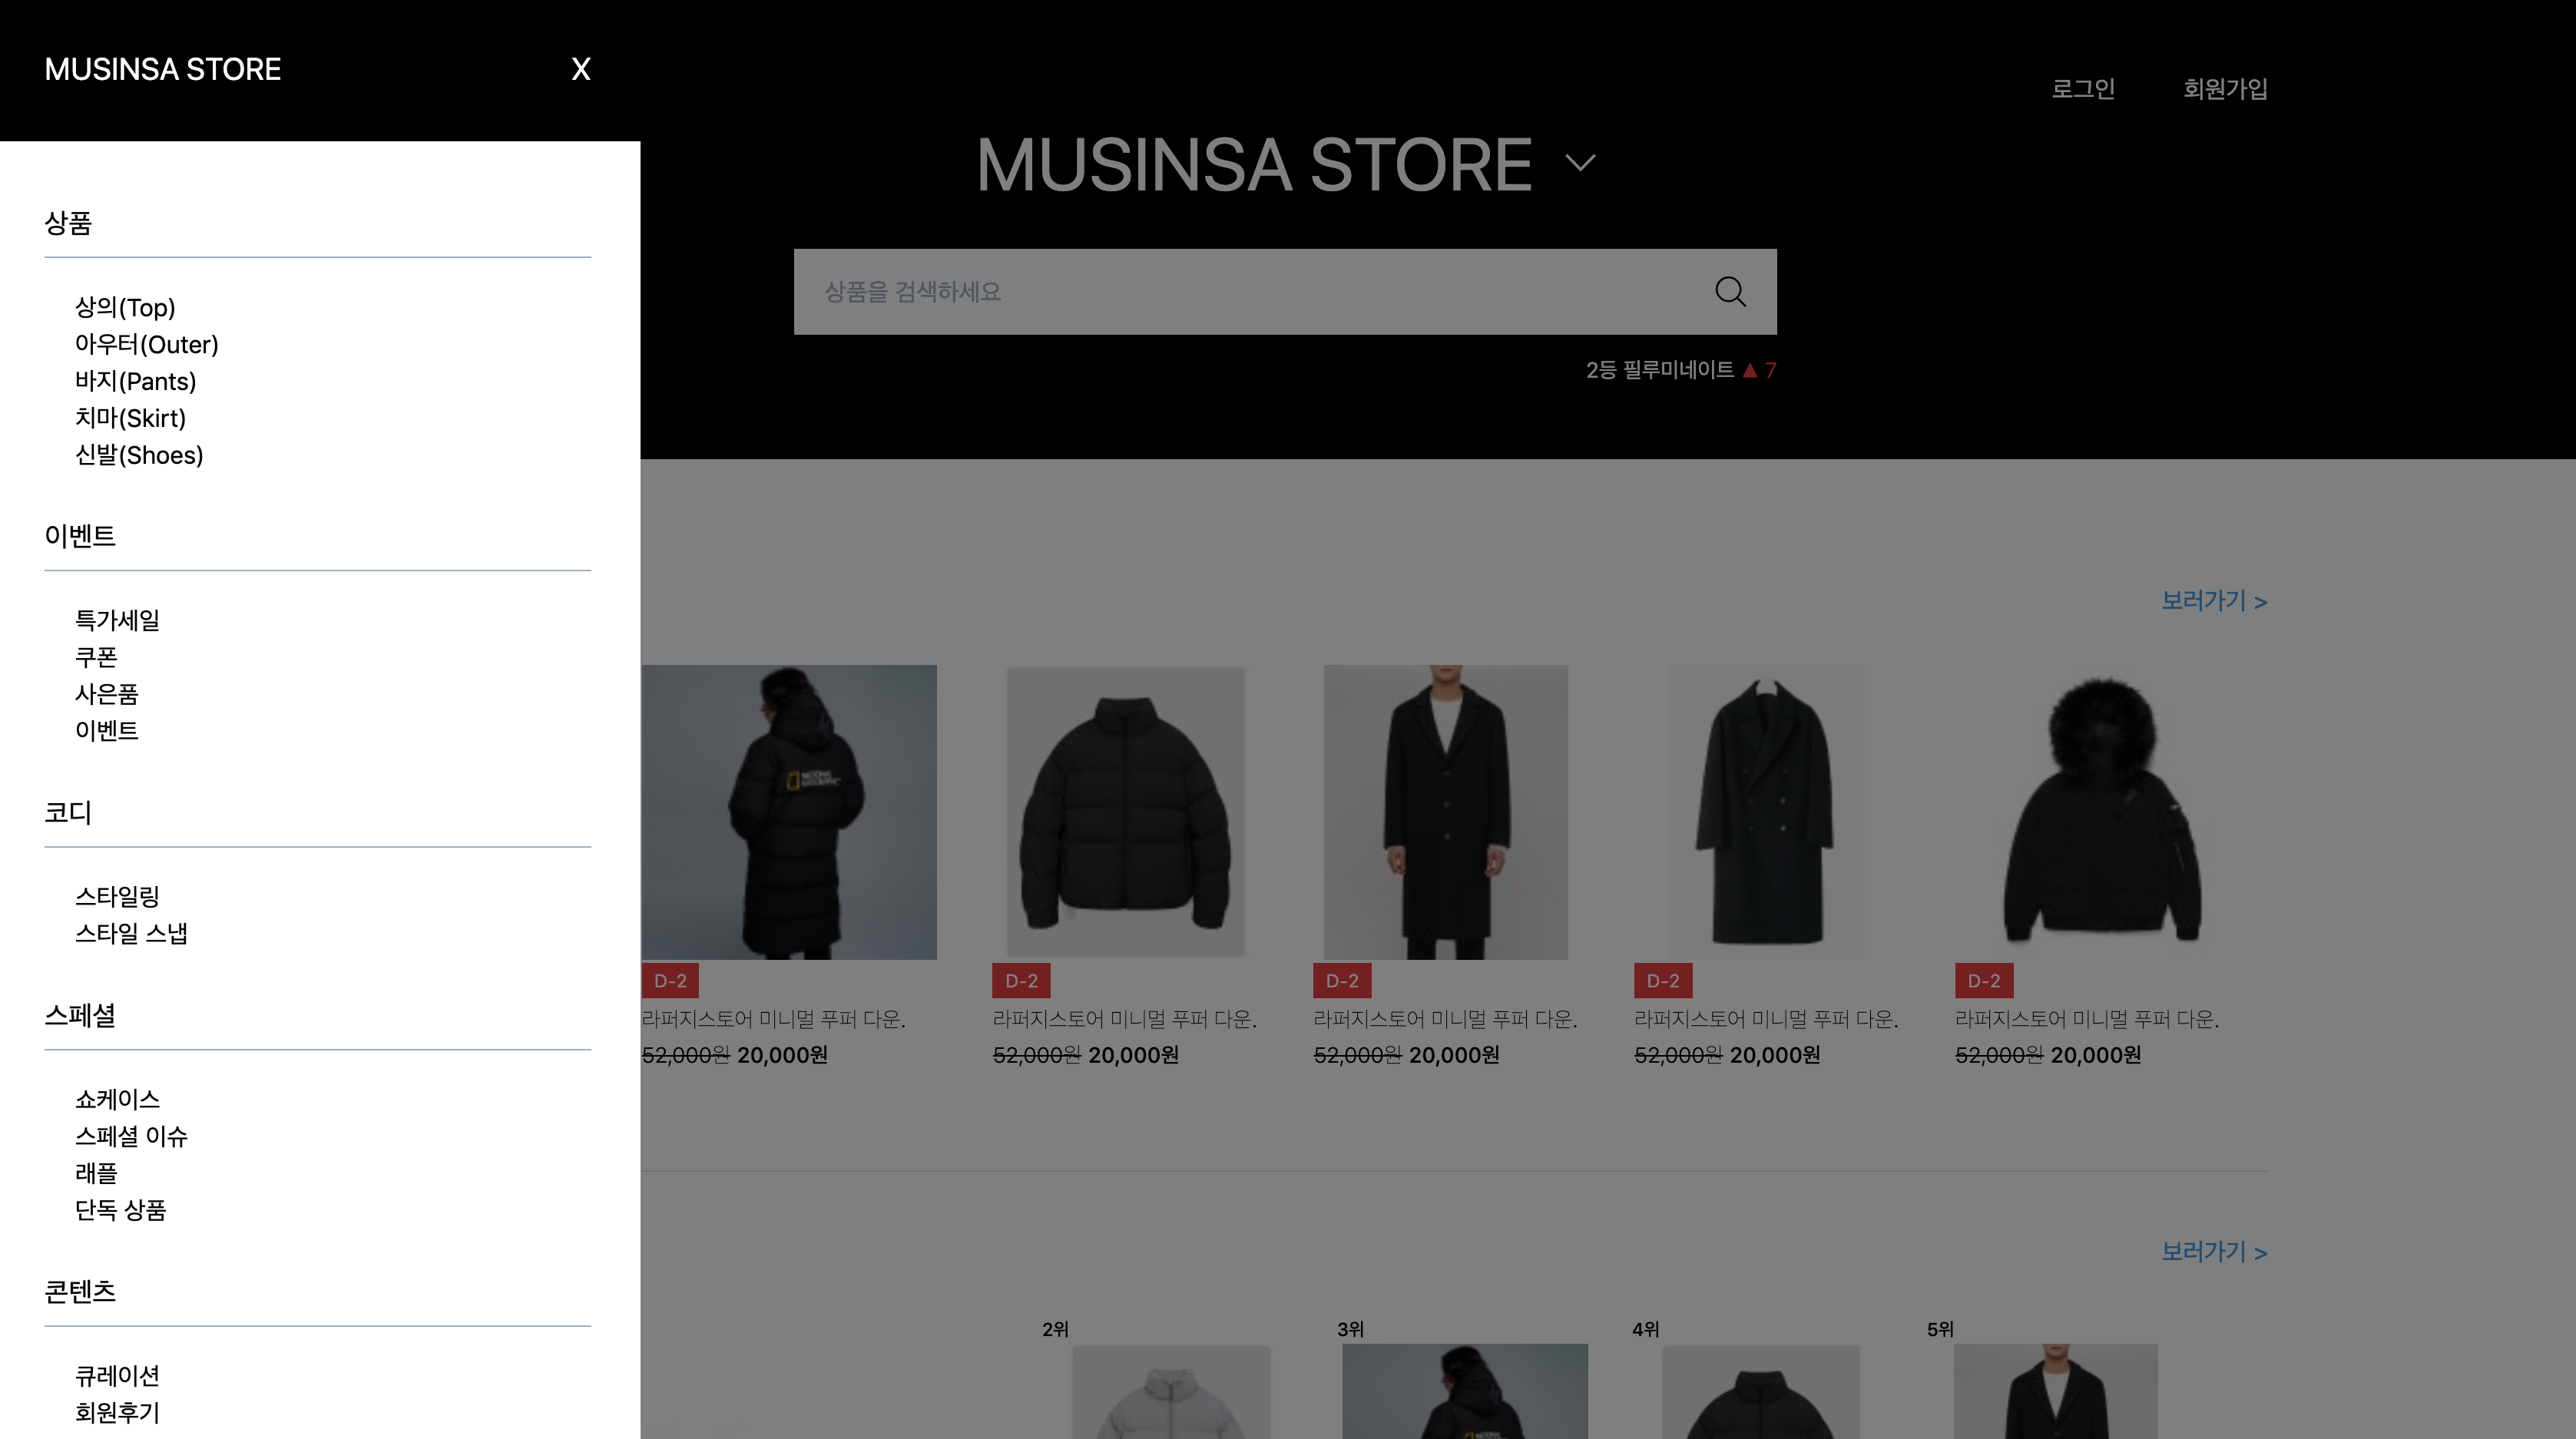 MUSINSA STORE X
상품
상의(Top)
아우터(Outer)
바지(Pants)
치마(Skirt)
신발(Shoes)
이벤트
특가세일
쿠폰
사은품
이벤트
코디
스타일링
스타일 스냅
스페셜
쇼케이스
스페셜 이슈
래플
단독 상품
콘텐츠
큐레이션
회원후기
로그인 회원가입
MUSINSA STORE
상품을 검색하세요
2등 필루미네이트 ▲ 7
보러가기 >
NATIONAL GEOGRAPHIC
D-2 D-2 D-2 D-2 D-2
라퍼지스토어 미니멀 푸퍼 다운. 라퍼지스토어 미니멀 푸퍼 다운. 라퍼지스토어 미니멀 푸퍼 다운. 라퍼지스토어 미니멀 푸퍼 다운. 라퍼지스토어 미니멀 푸퍼 다운.
52,000원 20,000원 52,000원 20,000원 52,000원 20,000원 52,000원 20,000원 52,000원 20,000원
보러가기 >
2위 3위 4위 5위